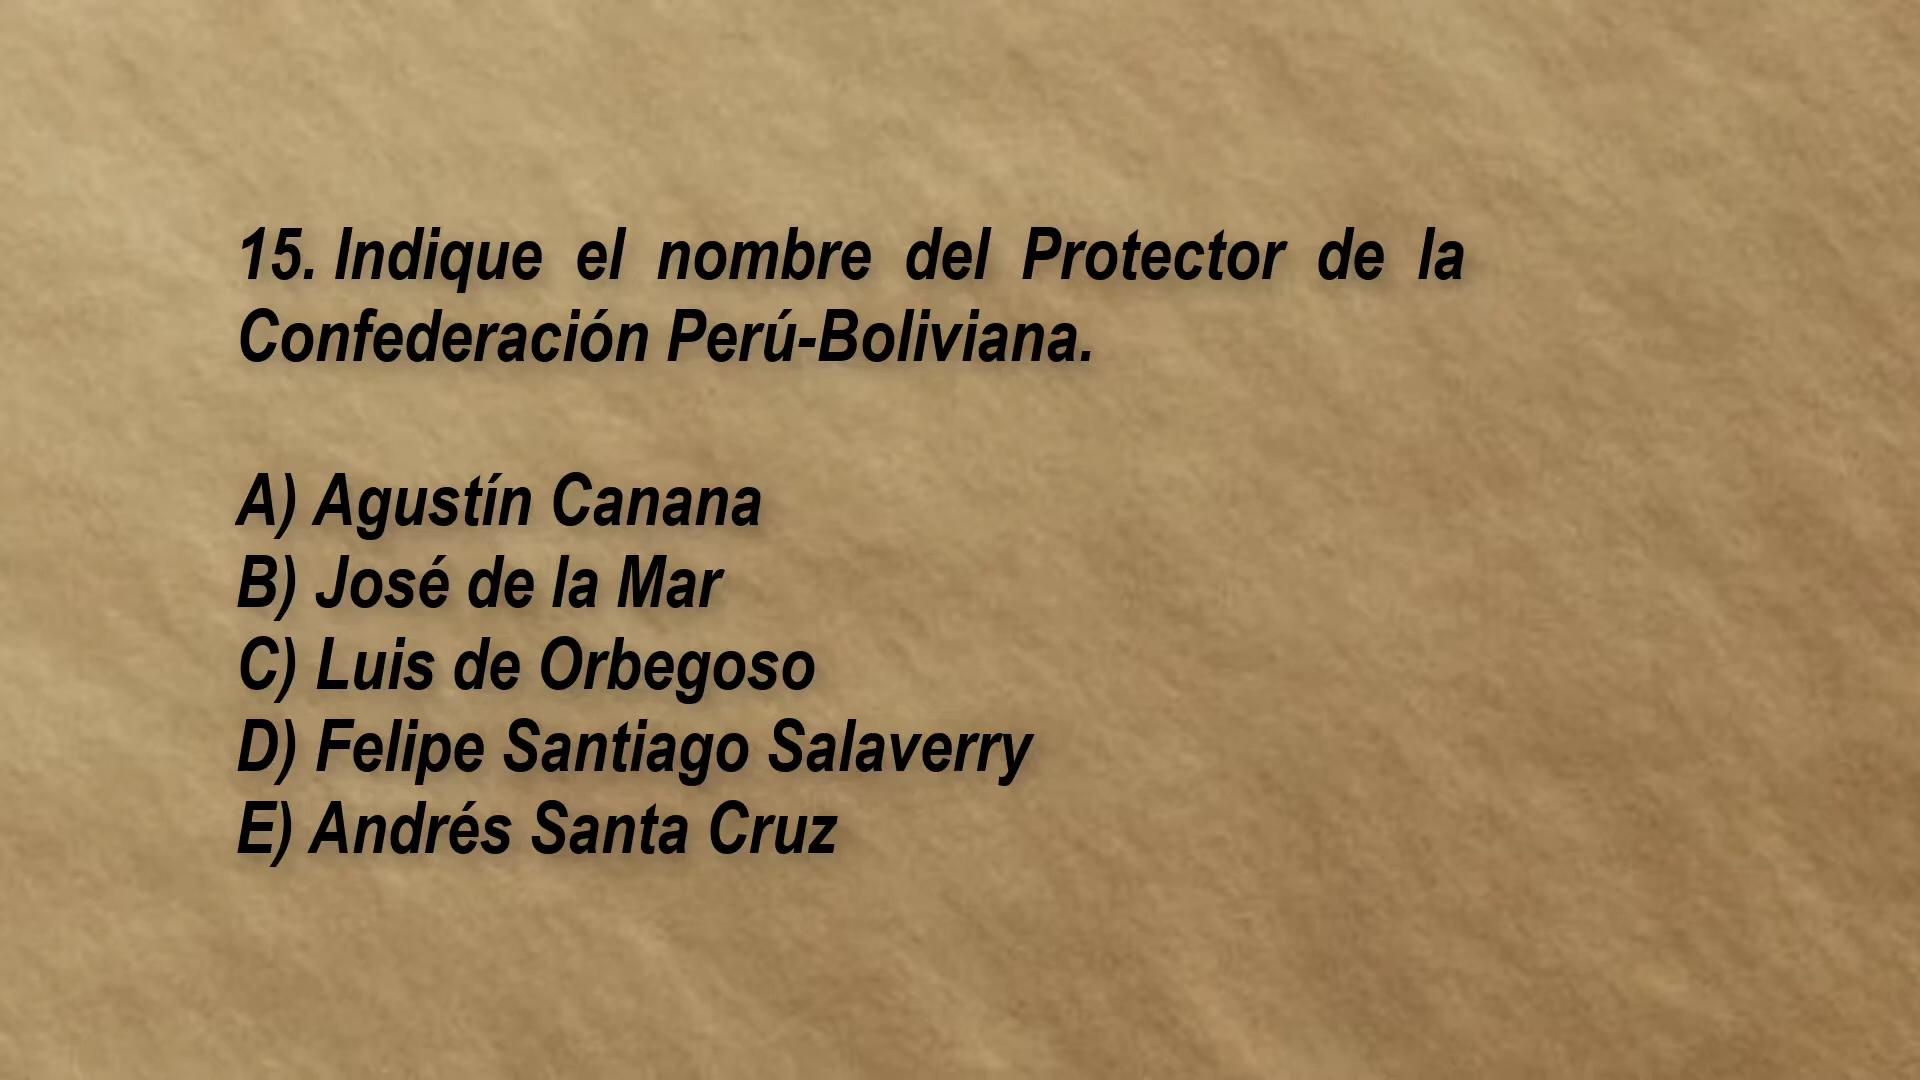 15. Indique el nombre del Protector de la
Confederación Perú-Boliviana.
A) Agustín Canana
B) José de la Mar
C) Luis de Orbegoso
D) Felipe Santiago Salaverry
E) Andrés Santa Cruz